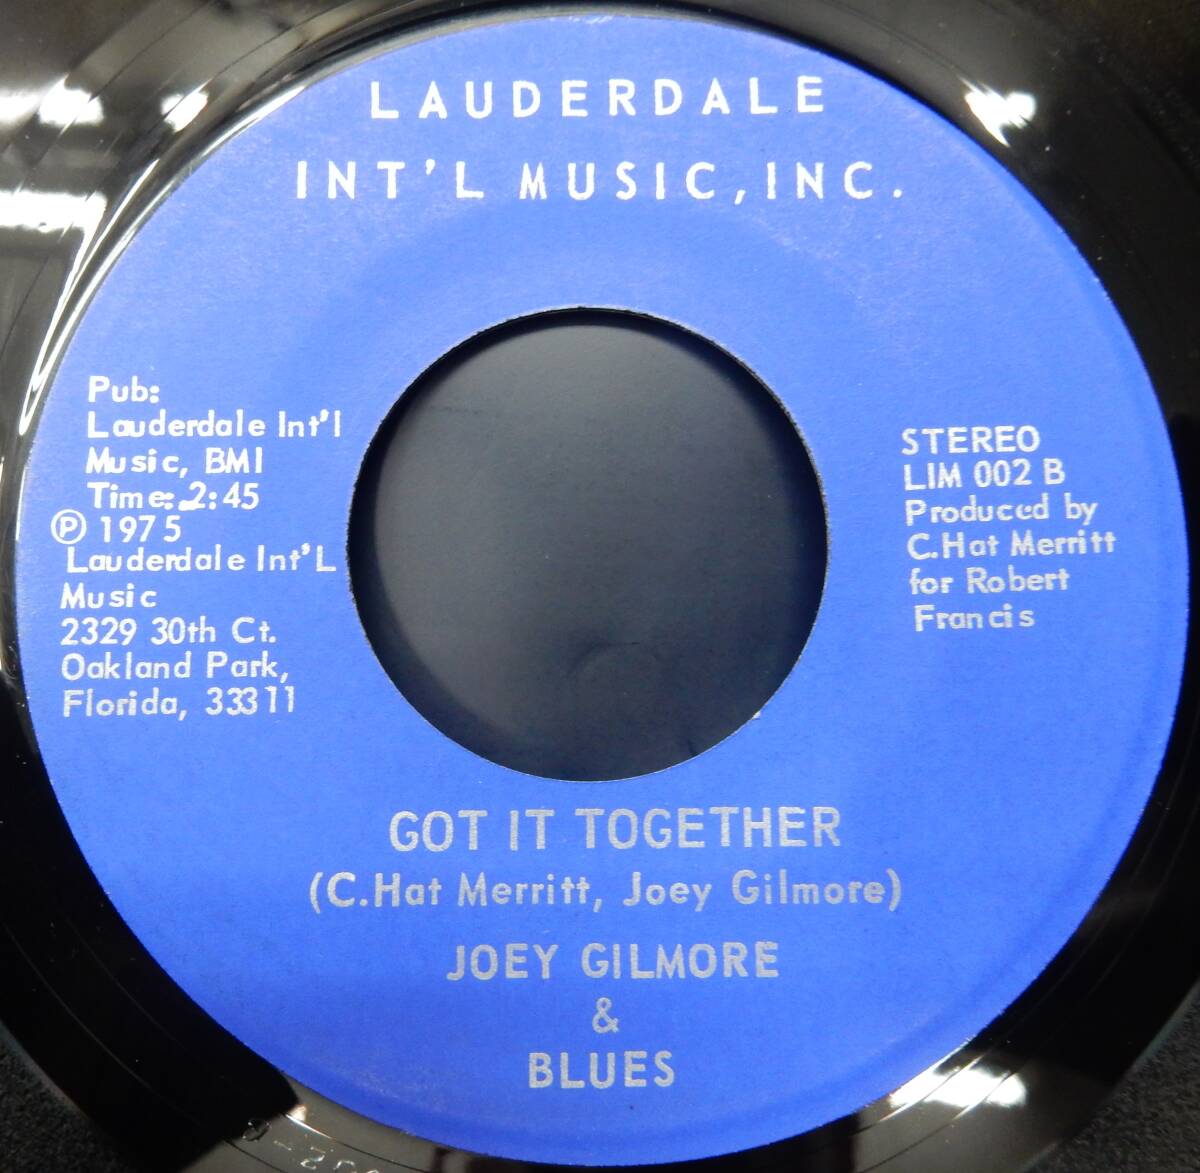 LAUDERDALE
INT'L MUSIC, INC.
Pub:
Lauderdale Int'l
Music, BMI
Time: 2:45
℗ 1975
Lauderdale Int'L
Music
2329 30th Ct.
Oakland Park,
Florida, 33311
STEREO
LIM 002 B
Produced by
C.Hat Merritt
for Robert
Francis
GOT IT TOGETHER
(C.Hat Merritt, Joey Gilmore)
JOEY GILMORE
&
BLUES